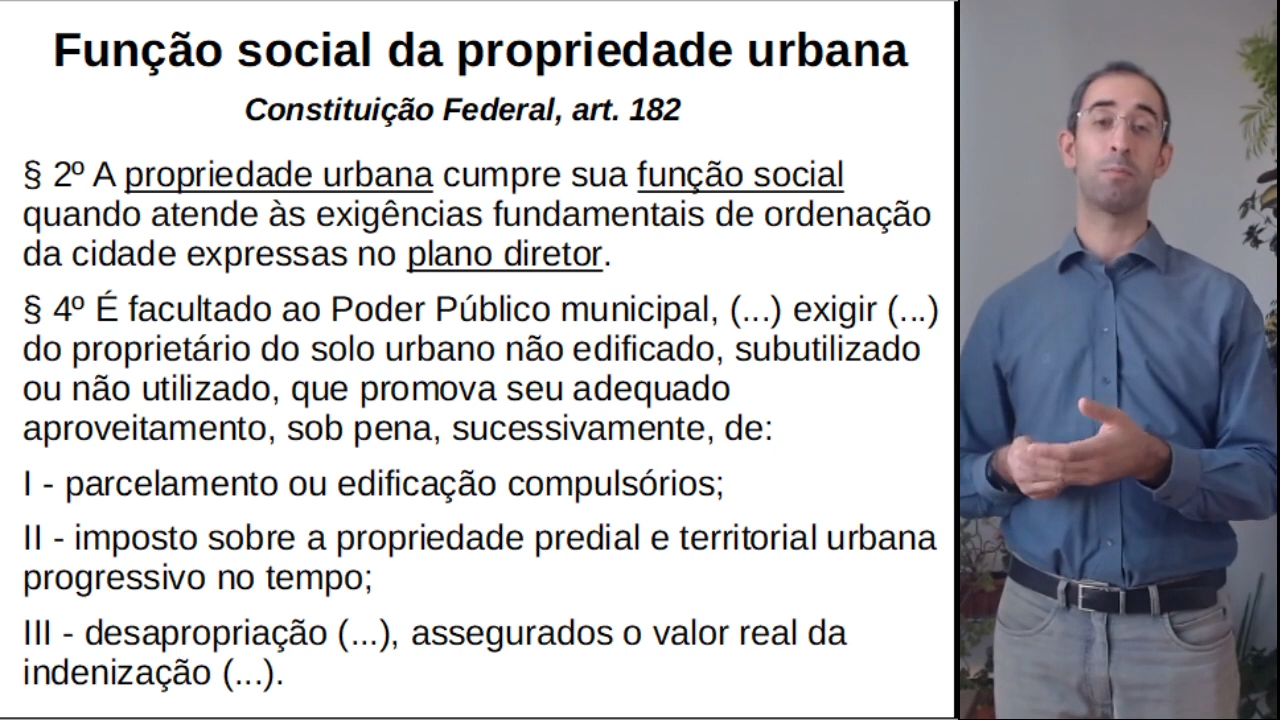 Função social da propriedade urbana
Constituição Federal, art. 182
§ 2º A propriedade urbana cumpre sua função social
quando atende às exigências fundamentais de ordenação
da cidade expressas no plano diretor.
§ 4º É facultado ao Poder Público municipal, (...) exigir (...)
do proprietário do solo urbano não edificado, subutilizado
ou não utilizado, que promova seu adequado
aproveitamento, sob pena, sucessivamente, de:
I - parcelamento ou edificação compulsórios;
II - imposto sobre a propriedade predial e territorial urbana
progressivo no tempo;
III - desapropriação (...), assegurados o valor real da
indenização (...).